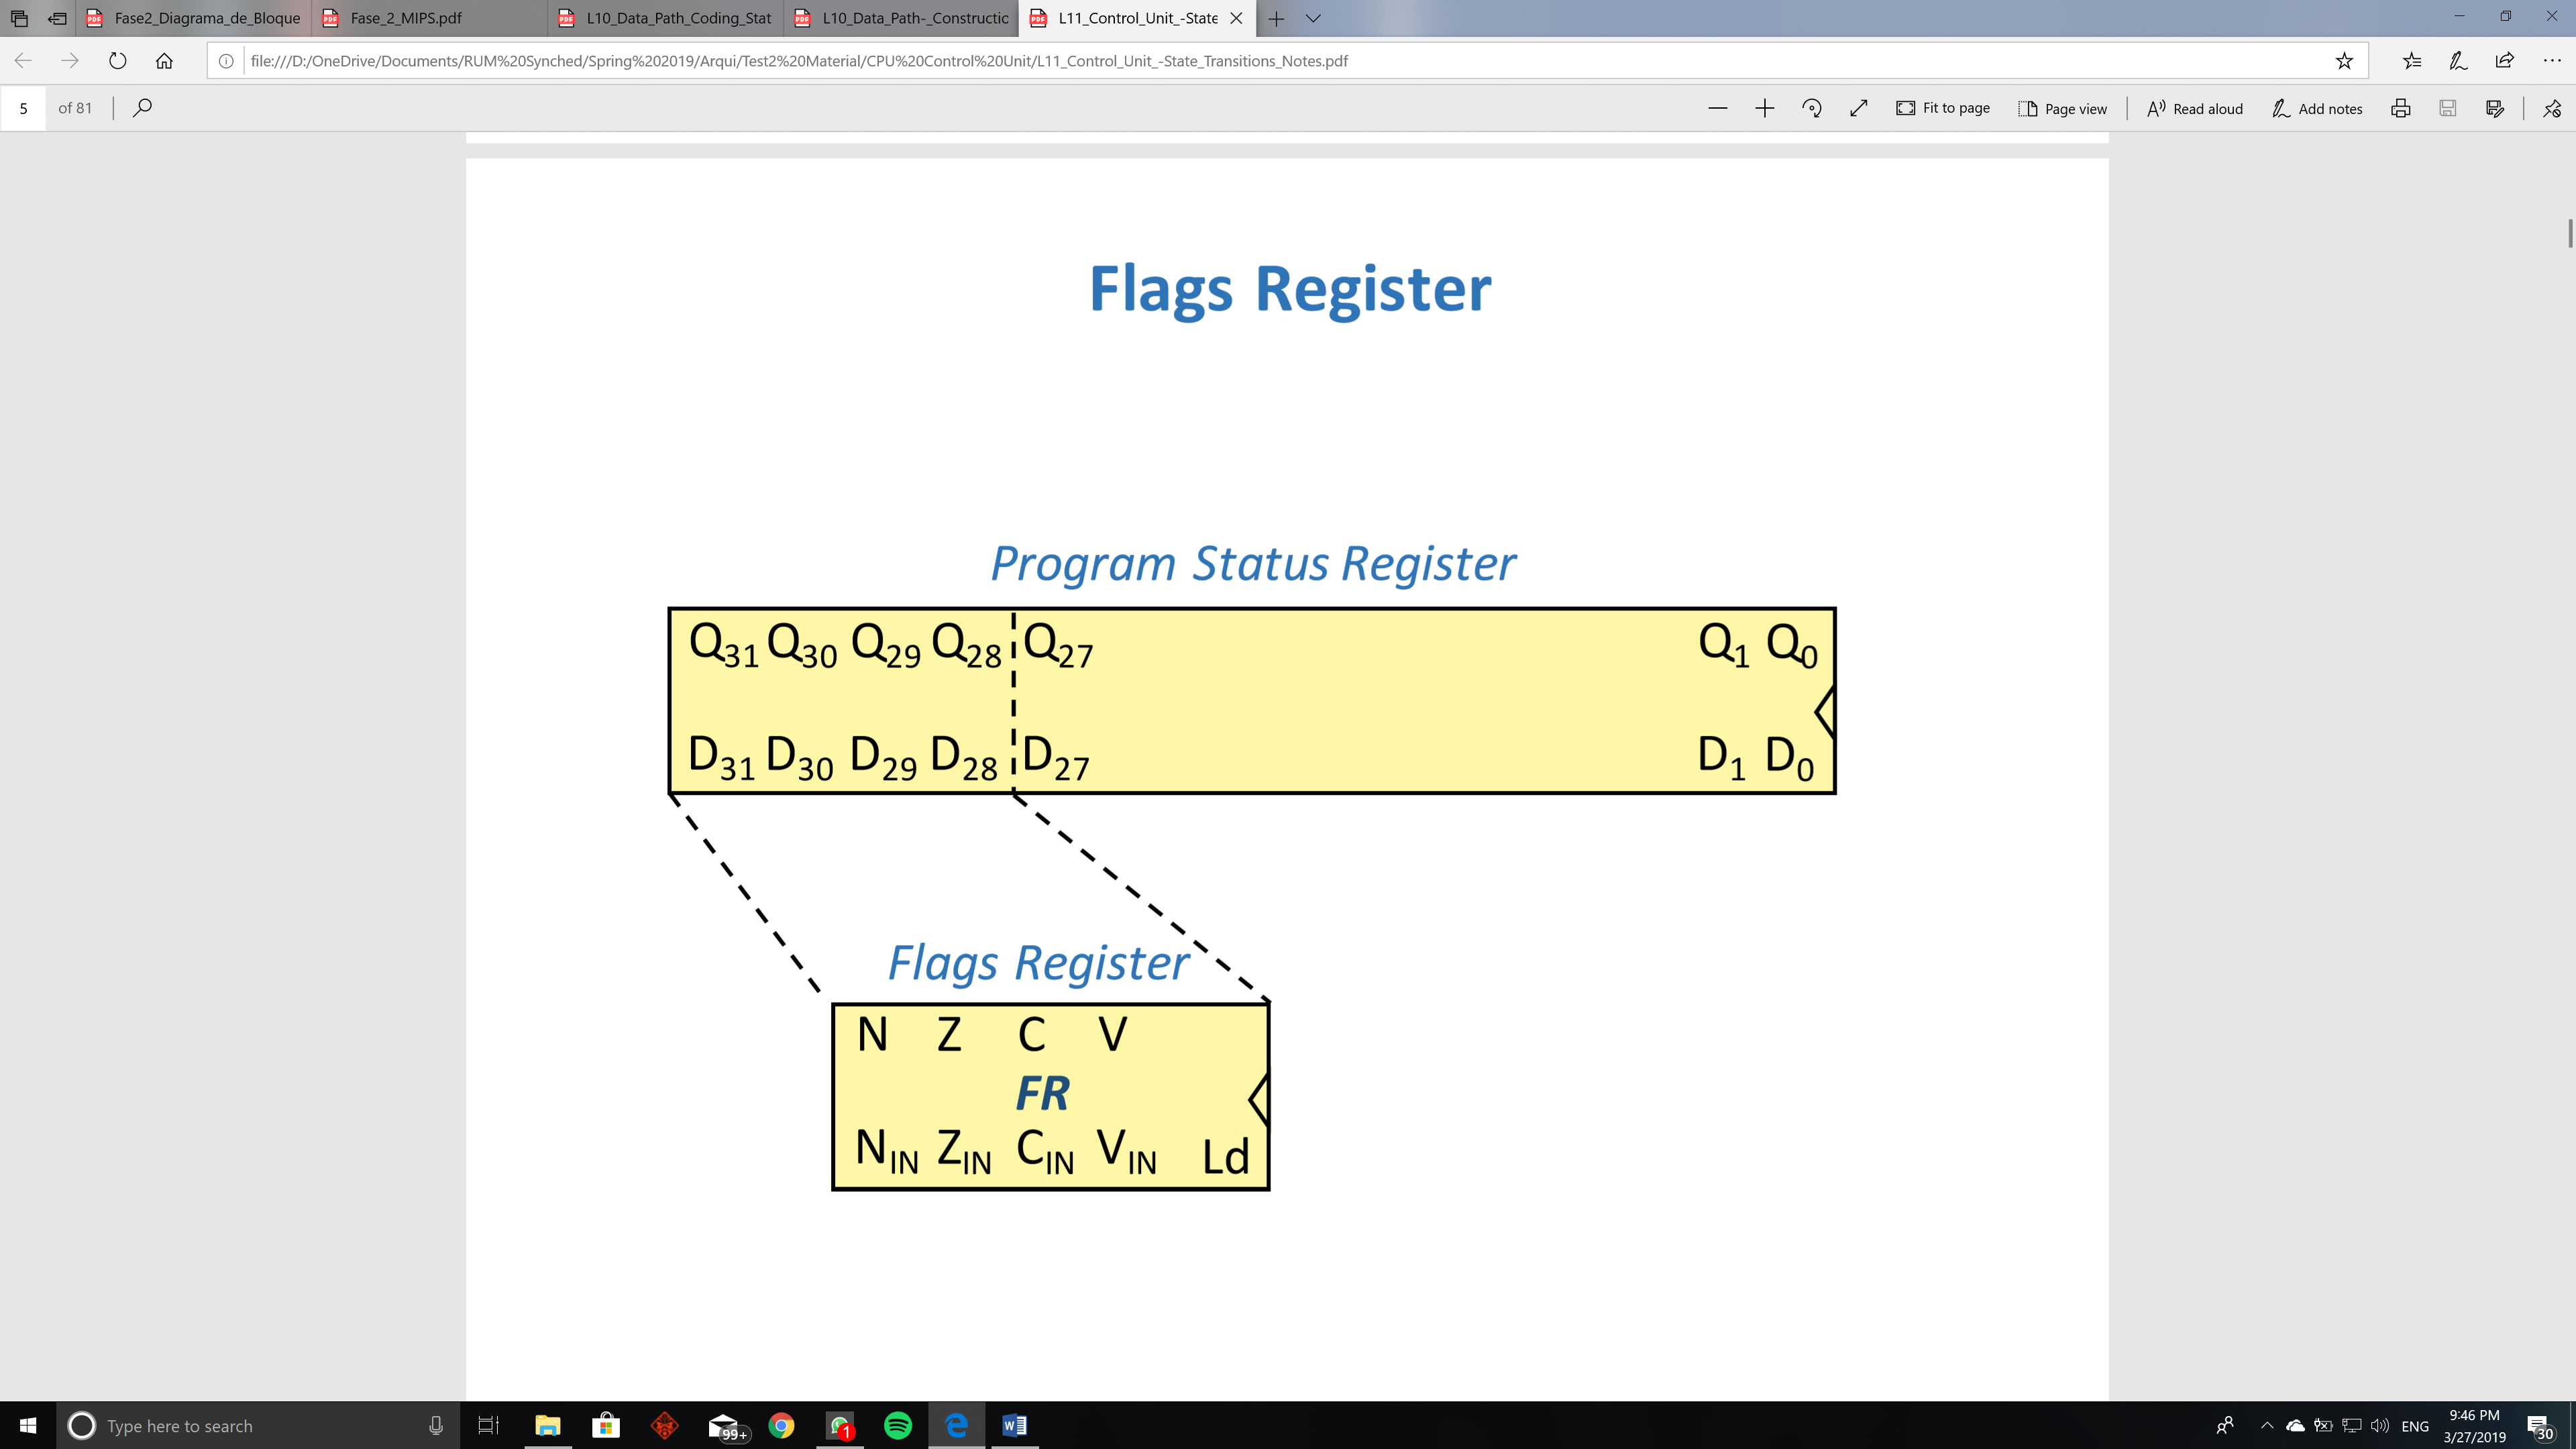 Fase2_Diagrama_de_Bloque
Fase_2_MIPS.pdf
L10_Data_Path_Coding_Stat
L10_Data_Path-_Constructic
L11_Control_Unit_-State
file:///D:/OneDrive/Documents/RUM%20Synched/Spring%202019/Arqui/Test2%20Material/CPU%20Control%20Unit/L11_Control_Unit_-State_Transitions_Notes.pdf
5 of 81
Fit to page
Page view
Read aloud
Add notes
Flags Register
Program Status Register
Q31 Q30 Q29 Q28 Q27 Q1 Q0
D31 D30 D29 D28 D27 D1 D0
Flags Register
N Z C V
FR
NIN ZIN CIN VIN Ld
Type here to search
99+
1
W
ENG
9:46 PM
3/27/2019
30